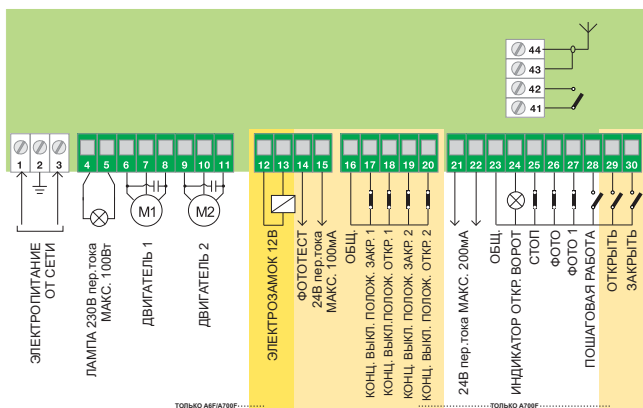 44
43
42
41
1 2 3 4 5 6 7 8 9 10 11 12 13 14 15 16 17 18 19 20 21 22 23 24 25 26 27 28 29 30
M1
M2
ЭЛЕКТРОПИТАНИЕ
ОТ СЕТИ
ЛАМПА 230В пер.тока
МАКС. 100Вт
ДВИГАТЕЛЬ 1
ДВИГАТЕЛЬ 2
ЭЛЕКТРОЗАМОК 12В
ФОТОТЕСТ
24В пер.тока
МАКС. 100мА
ОБЩ.
КОНЦ. ВЫКЛ. ПОЛОЖ. ЗАКР. 1
КОНЦ. ВЫКЛ.ПОЛОЖ. ОТКР. 1
КОНЦ. ВЫКЛ. ПОЛОЖ. ЗАКР. 2
КОНЦ. ВЫКЛ. ПОЛОЖ. ОТКР. 2
24В пер.тока МАКС. 200мА
ОБЩ.
ИНДИКАТОР ОТКР. ВОРОТ
СТОП
ФОТО
ФОТО 1
ПОШАГОВАЯ РАБОТА
ОТКРЫТЬ
ЗАКРЫТЬ
ТОЛЬКО A6F/A700F
ТОЛЬКО A700F